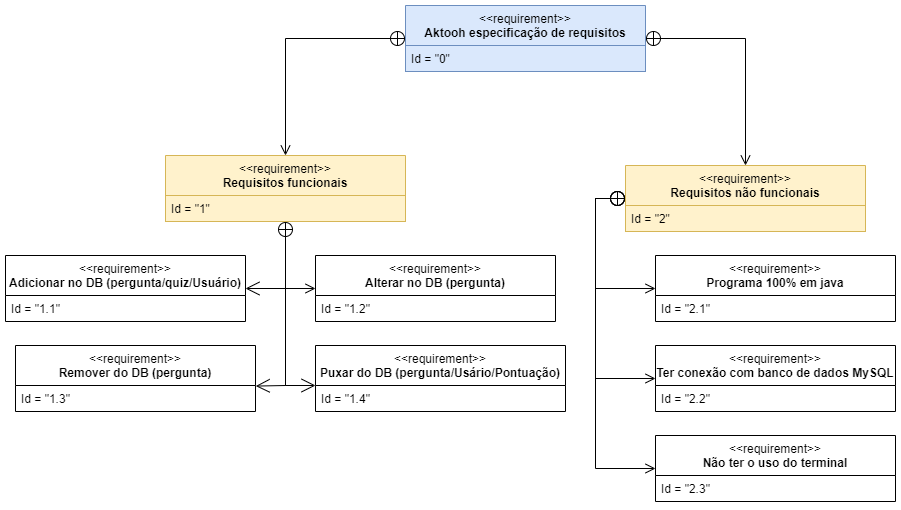 <<requirement>>
Aktooh especificação de requisitos
Id = "0"
<<requirement>>
Requisitos funcionais
Id = "1"
<<requirement>>
Requisitos não funcionais
Id = "2"
<<requirement>>
Adicionar no DB (pergunta/quiz/Usuário)
Id = "1.1"
<<requirement>>
Alterar no DB (pergunta)
Id = "1.2"
<<requirement>>
Programa 100% em java
Id = "2.1"
<<requirement>>
Remover do DB (pergunta)
Id = "1.3"
<<requirement>>
Puxar do DB (pergunta/Usário/Pontuação)
Id = "1.4"
<<requirement>>
Ter conexão com banco de dados MySQL
Id = "2.2"
<<requirement>>
Não ter o uso do terminal
Id = "2.3"